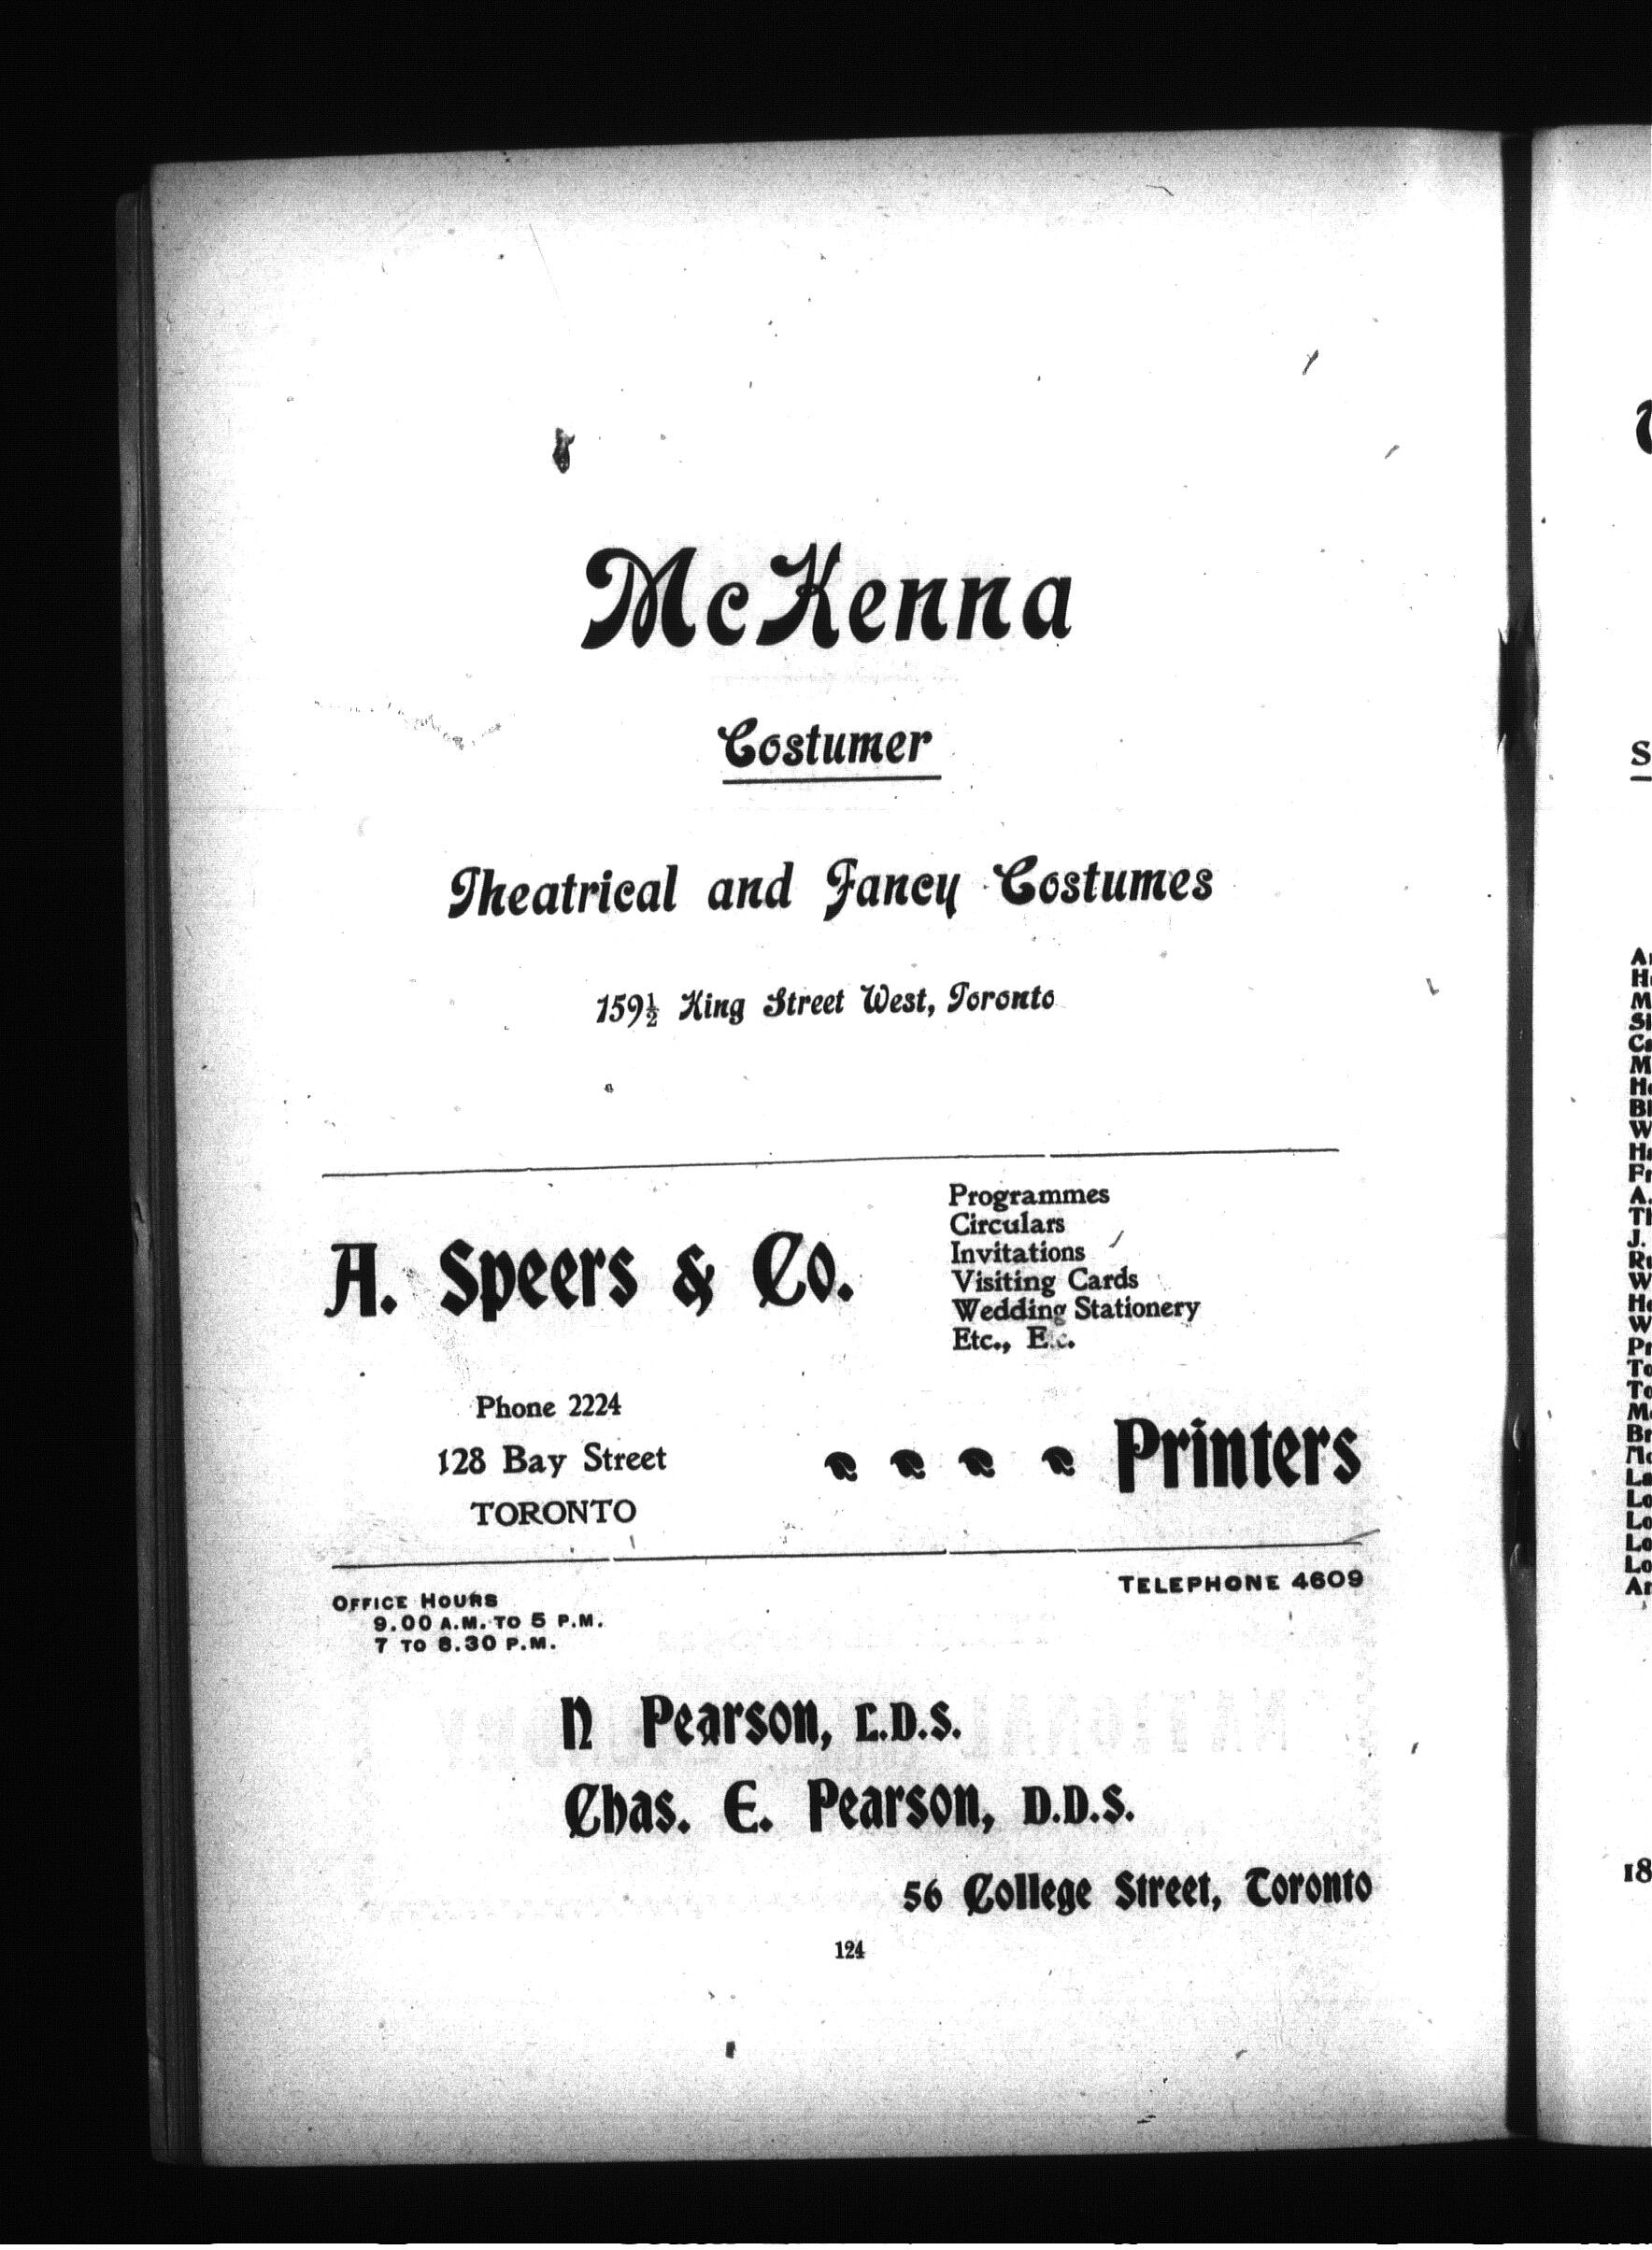 McKenna
Costumer
Theatrical and Fancy Costumes
159½ King Street West, Toronto
A. Speers & Co.
Programmes
Circulars
Invitations
Visiting Cards
Wedding Stationery
Etc., Etc.
Phone 2224
128 Bay Street
TORONTO
Printers
OFFICE HOURS
9.00 A.M. TO 5 P.M.
7 TO 8.30 P.M.
TELEPHONE 4609
N Pearson, L.D.S.
Chas. E. Pearson, D.D.S.
56 College Street, Toronto
124